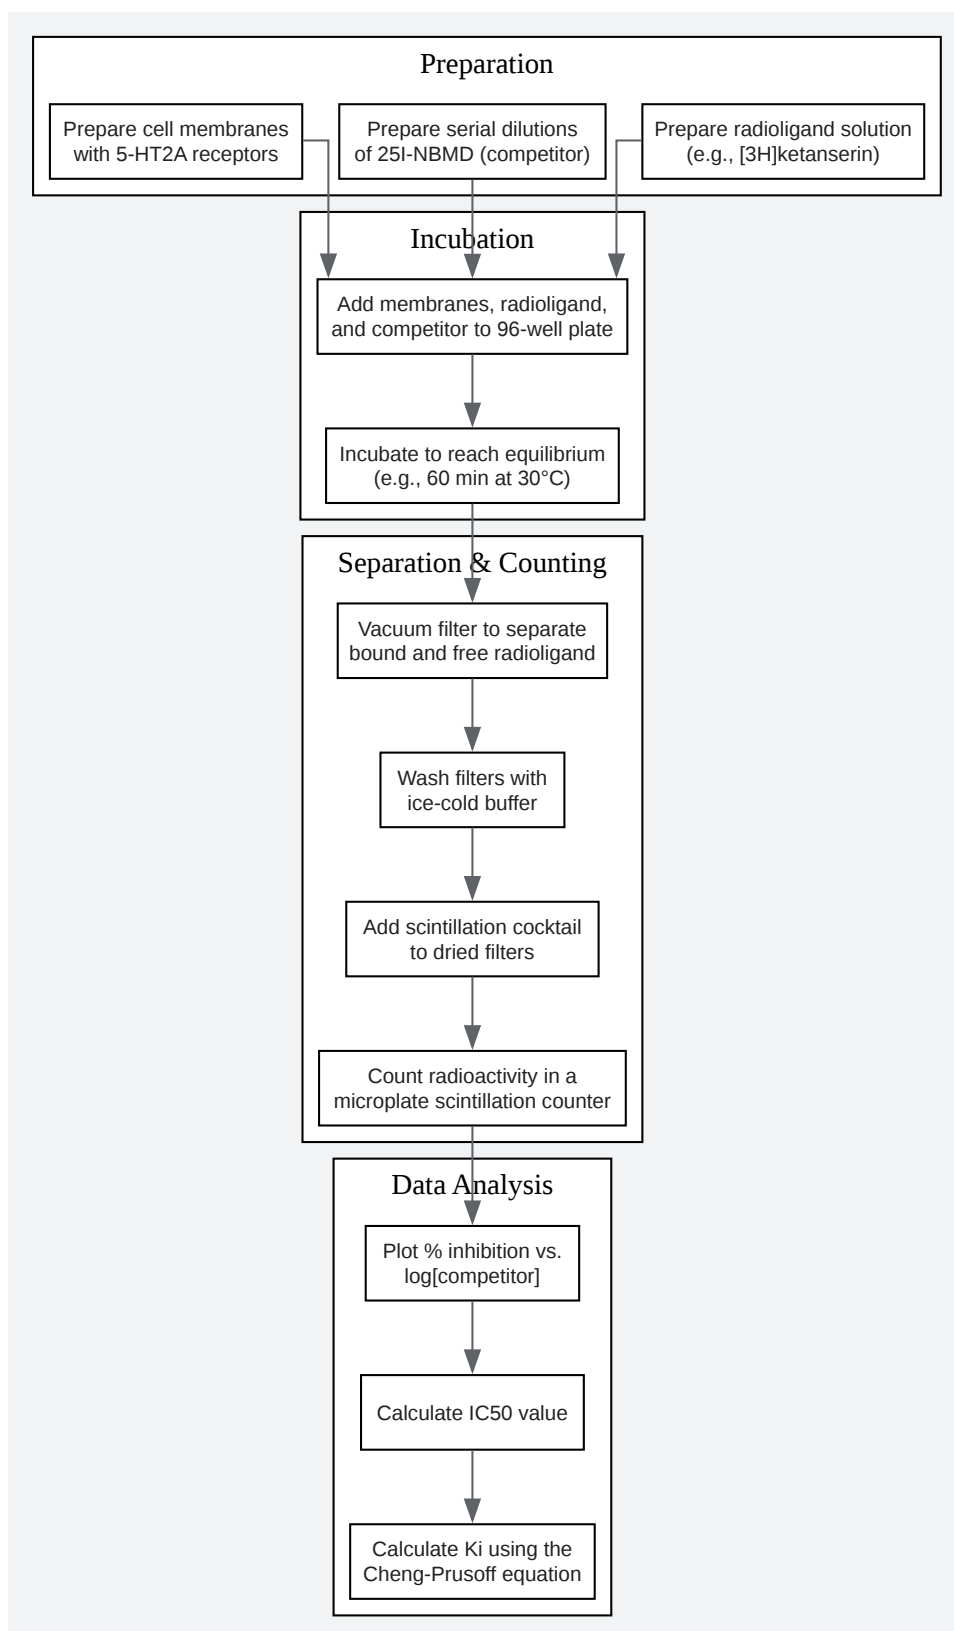 Preparation
Prepare cell membranes
with 5-HT2A receptors
Prepare serial dilutions
of 25I-NBMD (competitor)
Prepare radioligand solution
(e.g., [3H]ketanserin)
Incubation
Add membranes, radioligand,
and competitor to 96-well plate
Incubate to reach equilibrium
(e.g., 60 min at 30°C)
Separation & Counting
Vacuum filter to separate
bound and free radioligand
Wash filters with
ice-cold buffer
Add scintillation cocktail
to dried filters
Count radioactivity in a
microplate scintillation counter
Data Analysis
Plot % inhibition vs.
log[competitor]
Calculate IC50 value
Calculate Ki using the
Cheng-Prusoff equation